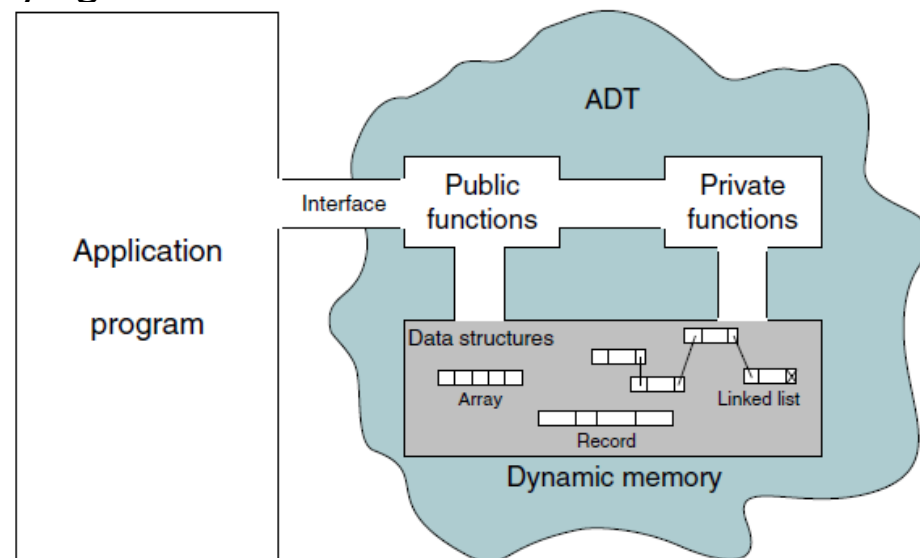 ADT
Public
functions
Private
functions
Interface
Application
program
Data structures
Array
Linked list
Record
Dynamic memory